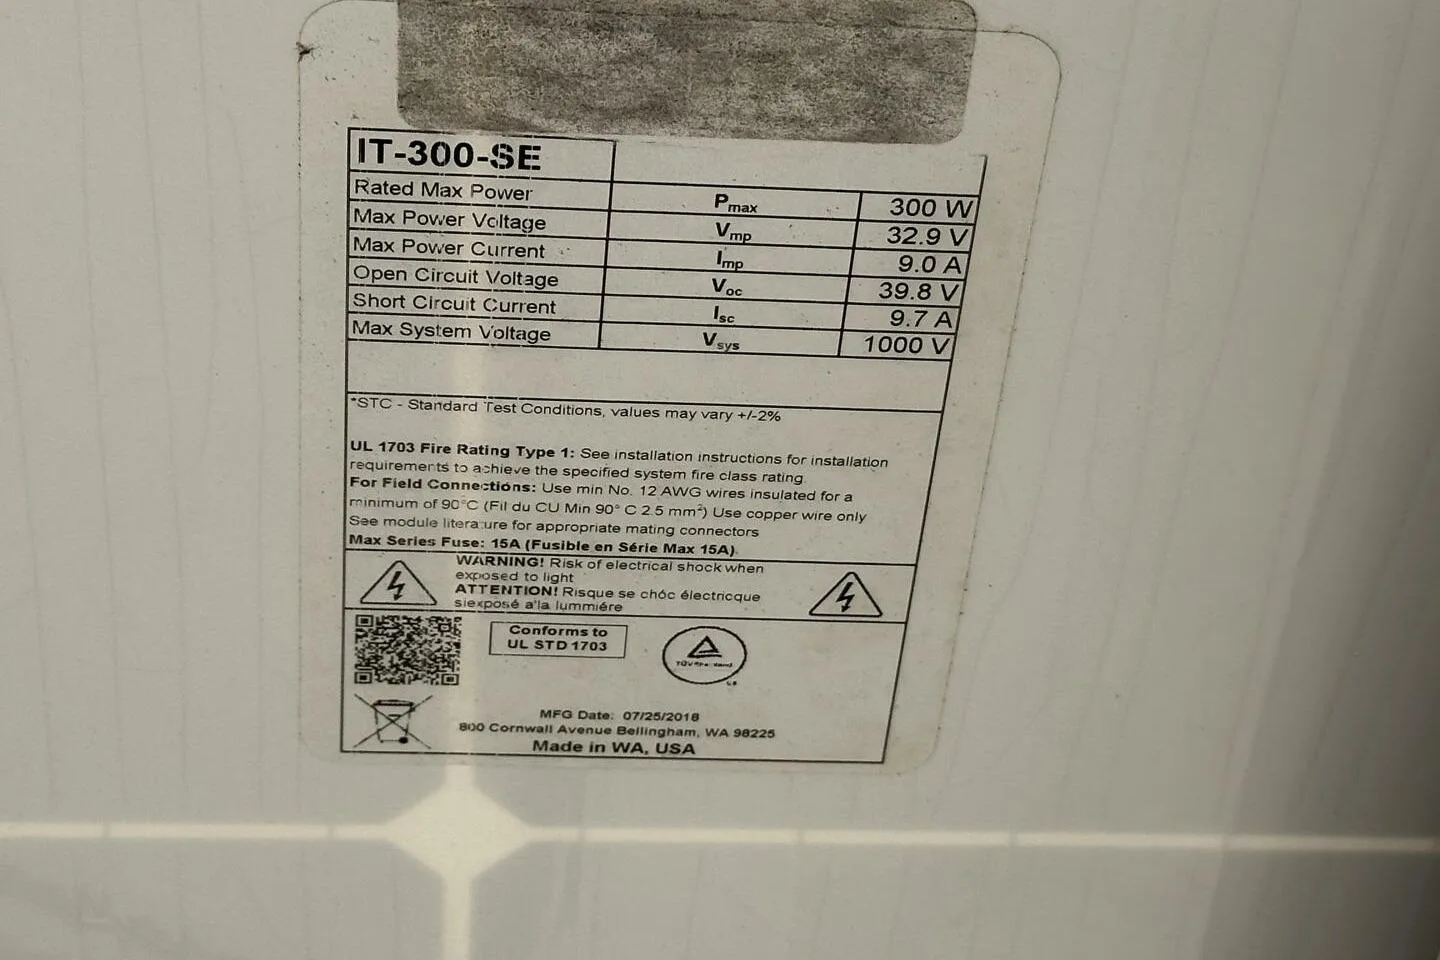 IT-300-SE
Rated Max Power Pmax 300 W
Max Power Voltage Vmp 32.9 V
Max Power Current Imp 9.0 A
Open Circuit Voltage Voc 39.8 V
Short Circuit Current Isc 9.7 A
Max System Voltage Vsys 1000 V
*STC - Standard Test Conditions, values may vary +/-2%
UL 1703 Fire Rating Type 1: See installation instructions for installation
requirements to achieve the specified system fire class rating.
For Field Connections: Use min No. 12 AWG wires insulated for a
minimum of 90°C (Fil du CU Min 90° C 2.5 mm²) Use copper wire only
See module literature for appropriate mating connectors
Max Series Fuse: 15A (Fusible en Série Max 15A).
WARNING! Risk of electrical shock when
exposed to light
ATTENTION! Risque se chóc électricque
siexposé a'la lummiére
Conforms to
UL STD 1703
MFG Date: 07/25/2018
800 Cornwall Avenue Bellingham, WA 98225
Made in WA, USA